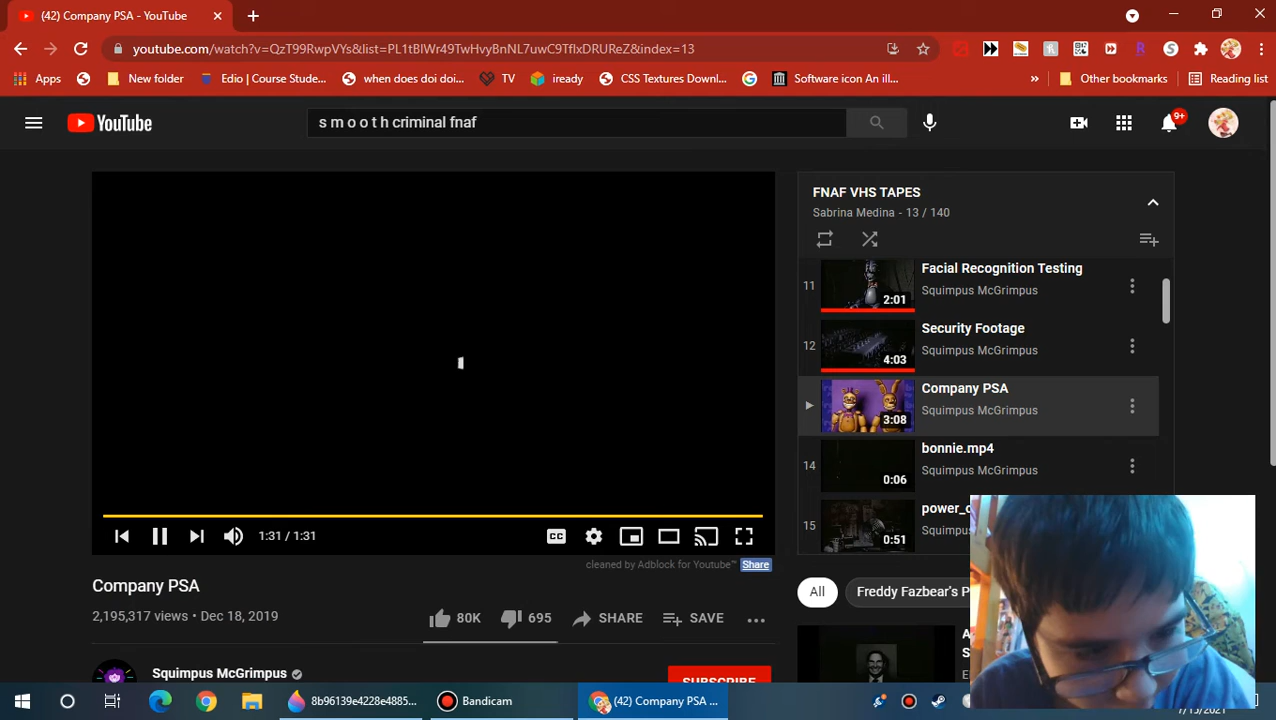 (42) Company PSA - YouTube
youtube.com/watch?v=QzT99RwpVYs&list=PL1tBIWr49TwHvyBnNL7uwC9TflxDRUReZ&index=13
Apps
New folder
Edio | Course Stude...
when does doi doi...
TV
iready
CSS Textures Downl...
Software icon An ill...
»
Other bookmarks
Reading list
YouTube
s m o o t h criminal fnaf
9+
FNAF VHS TAPES
Sabrina Medina - 13 / 140
11
2:01
Facial Recognition Testing
Squimpus McGrimpus
12
4:03
Security Footage
Squimpus McGrimpus
3:08
Company PSA
Squimpus McGrimpus
14
0:06
bonnie.mp4
Squimpus McGrimpus
15
0:51
1:31 / 1:31
CC
cleaned by Adblock for Youtube™ Share
Company PSA
2,195,317 views • Dec 18, 2019
80K
695
SHARE
SAVE
All
Freddy Fazbear's P
Squimpus McGrimpus
SUBSCRIBE
8b96139e4228e4885...
Bandicam
(42) Company PSA ...